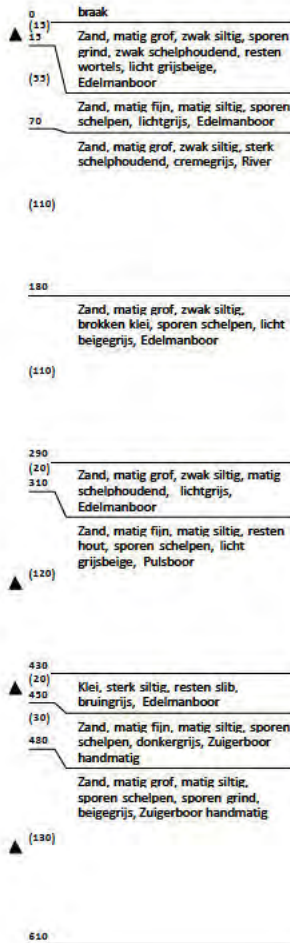 0
braak
(15)
15
Zand, matig grof, zwak siltig, sporen
grind, zwak schelphoudend, resten
wortels, licht grijsbeige,
Edelmanboor
(55)
Zand, matig fijn, matig siltig, sporen
schelpen, lichtgrijs, Edelmanboor
70
Zand, matig grof, zwak siltig, sterk
schelphoudend, cremegrijs, River
(110)
180
Zand, matig grof, zwak siltig,
brokken klei, sporen schelpen, licht
beigegrijs, Edelmanboor
(110)
290
(20)
310
Zand, matig grof, zwak siltig, matig
schelphoudend, lichtgrijs,
Edelmanboor
Zand, matig fijn, matig siltig, resten
hout, sporen schelpen, licht
grijsbeige, Pulsboor
(120)
430
(20)
450
Klei, sterk siltig, resten slib,
bruingrijs, Edelmanboor
(30)
480
Zand, matig fijn, matig siltig, sporen
schelpen, donkergrijs, Zuigerboor
handmatig
Zand, matig grof, matig siltig,
sporen schelpen, sporen grind,
beigegrijs, Zuigerboor handmatig
(130)
610